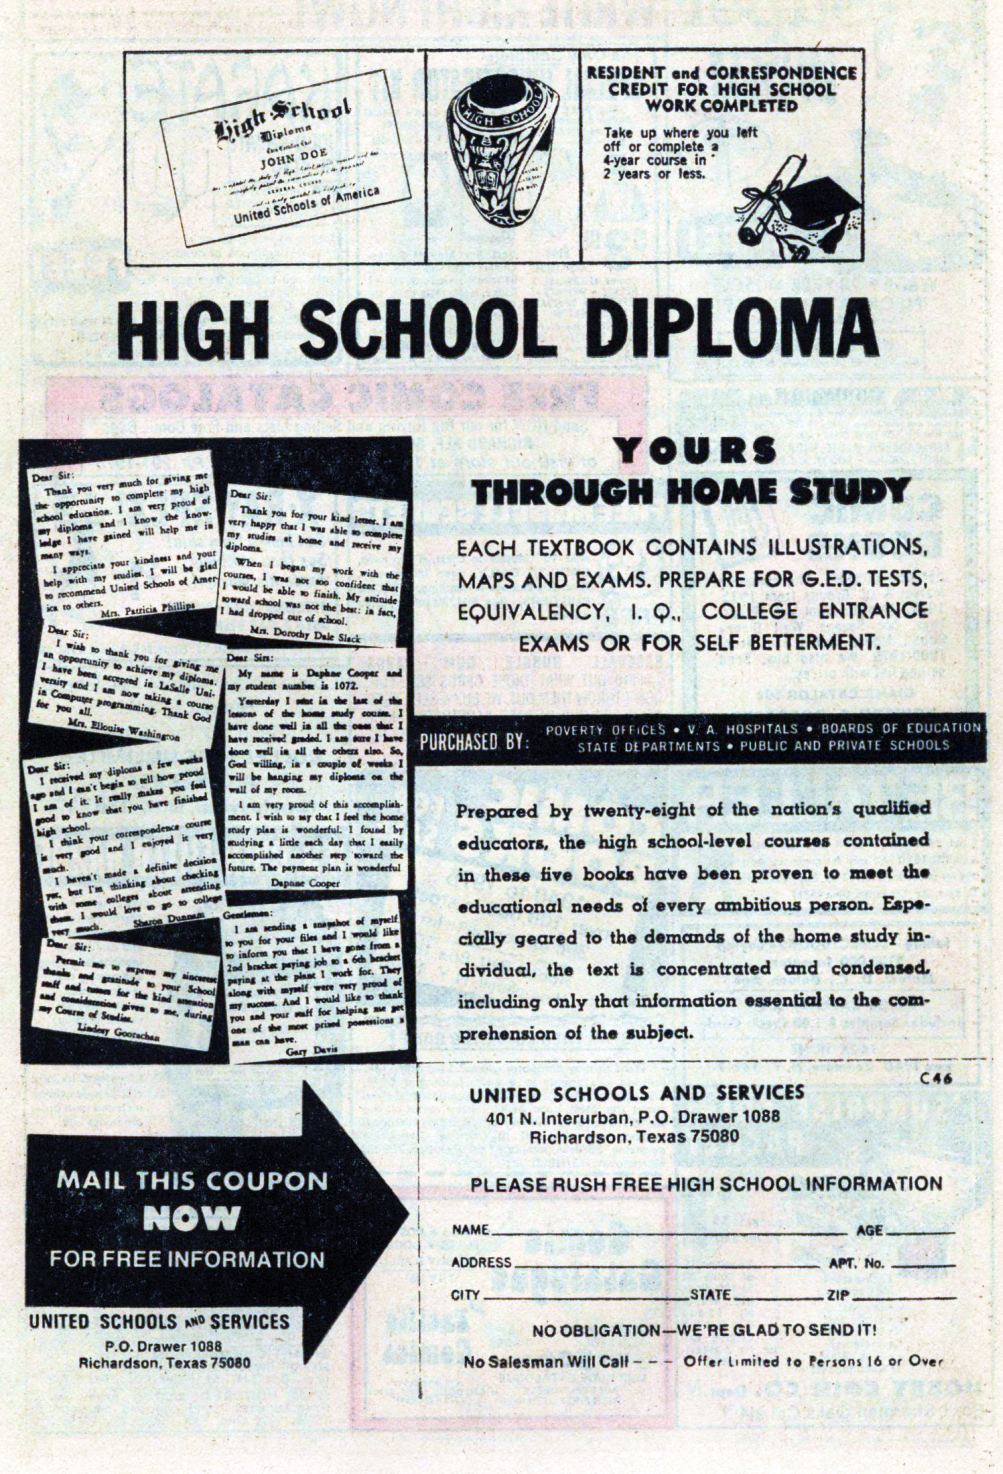 High School
Diploma
JOHN DOE
GENERAL COURSE
United Schools of America
HIGH SCHOOL
RESIDENT and CORRESPONDENCE
CREDIT FOR HIGH SCHOOL
WORK COMPLETED
Take up where you left
off or complete a
4-year course in
2 years or less.
HIGH SCHOOL DIPLOMA
YOURS
THROUGH HOME STUDY
EACH TEXTBOOK CONTAINS ILLUSTRATIONS,
MAPS AND EXAMS. PREPARE FOR G.E.D. TESTS,
EQUIVALENCY, I. Q., COLLEGE ENTRANCE
EXAMS OR FOR SELF BETTERMENT.
Dear Sir:
Thank you very much for giving me
the opportunity to complete my high
school education. I am very proud of
my diploma and I know the know-
ledge I have gained will help me in
many ways.
I appreciate your kindness and your
help with my studies. I will be glad
to recommend United Schools of Amer
ica to others.
Mrs. Patricia Phillips
Dear Sir:
Thank you for your kind letter. I am
very happy that I was able to complete
my studies at home and receive my
diploma.
When I began my work with the
courses, I was not too confident that
I would be able to finish. My attitude
toward school was not the best: in fact,
I had dropped out of school.
Mrs. Dorothy Dale Slack
Dear Sir:
I wish to thank you for giving me
an opportunity to achieve my diploma.
I have been accepted in LaSalle Uni-
versity and I am now taking a course
in Computer programming. Thank God
for you all.
Mrs. Ellouise Washington
Dear Sirs:
My name is Daphne Cooper and
my student number is 1072.
Yesterday I sent in the last of the
lessons of the home study course. I
have done well in all the ones that I
have received graded. I am sure I have
done well in all the others also. So,
God willing, in a couple of weeks I
will be hanging my diploma on the
wall of my room.
I am very proud of this accomplish-
ment. I wish to say that I feel the home
study plan is wonderful. I found by
studying a little each day that I easily
accomplished another step toward the
future. The payment plan is wonderful
Daphne Cooper
Dear Sir:
I received my diploma a few weeks
ago and I can't begin to tell how proud
I am of it. It really makes you feel
good to know that you have finished
high school.
I think your correspondence course
is very good and I enjoyed it very
much.
I haven't made a definite decision
yet, but I'm thinking about checking
with some colleges about attending
them. I would love to go to college
very much. Sharon Dunnam
Dear Sir:
Permit me to express my sincerest
thanks and gratitude to your School
staff and tutors for the kind attention
and consideration given to me, during
my Course of Studies.
Lindsey Goorachan
Gentlemen:
I am sending a snapshot of myself
to you for your files and I would like
to inform you that I have gone from a
2nd bracket paying job to a 6th bracket
paying at the plant I work for. They
along with myself were very proud of
my success. And I would like to thank
you and your staff for helping me get
one of the most prized possessions a
man can have.
Gary Davis
PURCHASED BY:
POVERTY OFFICES • V. A. HOSPITALS • BOARDS OF EDUCATION
STATE DEPARTMENTS • PUBLIC AND PRIVATE SCHOOLS
Prepared by twenty-eight of the nation's qualified
educators, the high school-level courses contained
in these five books have been proven to meet the
educational needs of every ambitious person. Espe-
cially geared to the demands of the home study in-
dividual, the text is concentrated and condensed,
including only that information essential to the com-
prehension of the subject.
MAIL THIS COUPON
NOW
FOR FREE INFORMATION
UNITED SCHOOLS AND SERVICES
P.O. Drawer 1088
Richardson, Texas 75080
C46
UNITED SCHOOLS AND SERVICES
401 N. Interurban, P.O. Drawer 1088
Richardson, Texas 75080
PLEASE RUSH FREE HIGH SCHOOL INFORMATION
NAME AGE
ADDRESS APT. No.
CITY STATE ZIP
NO OBLIGATION—WE'RE GLAD TO SEND IT!
No Salesman Will Call - - - Offer Limited to Persons 16 or Over